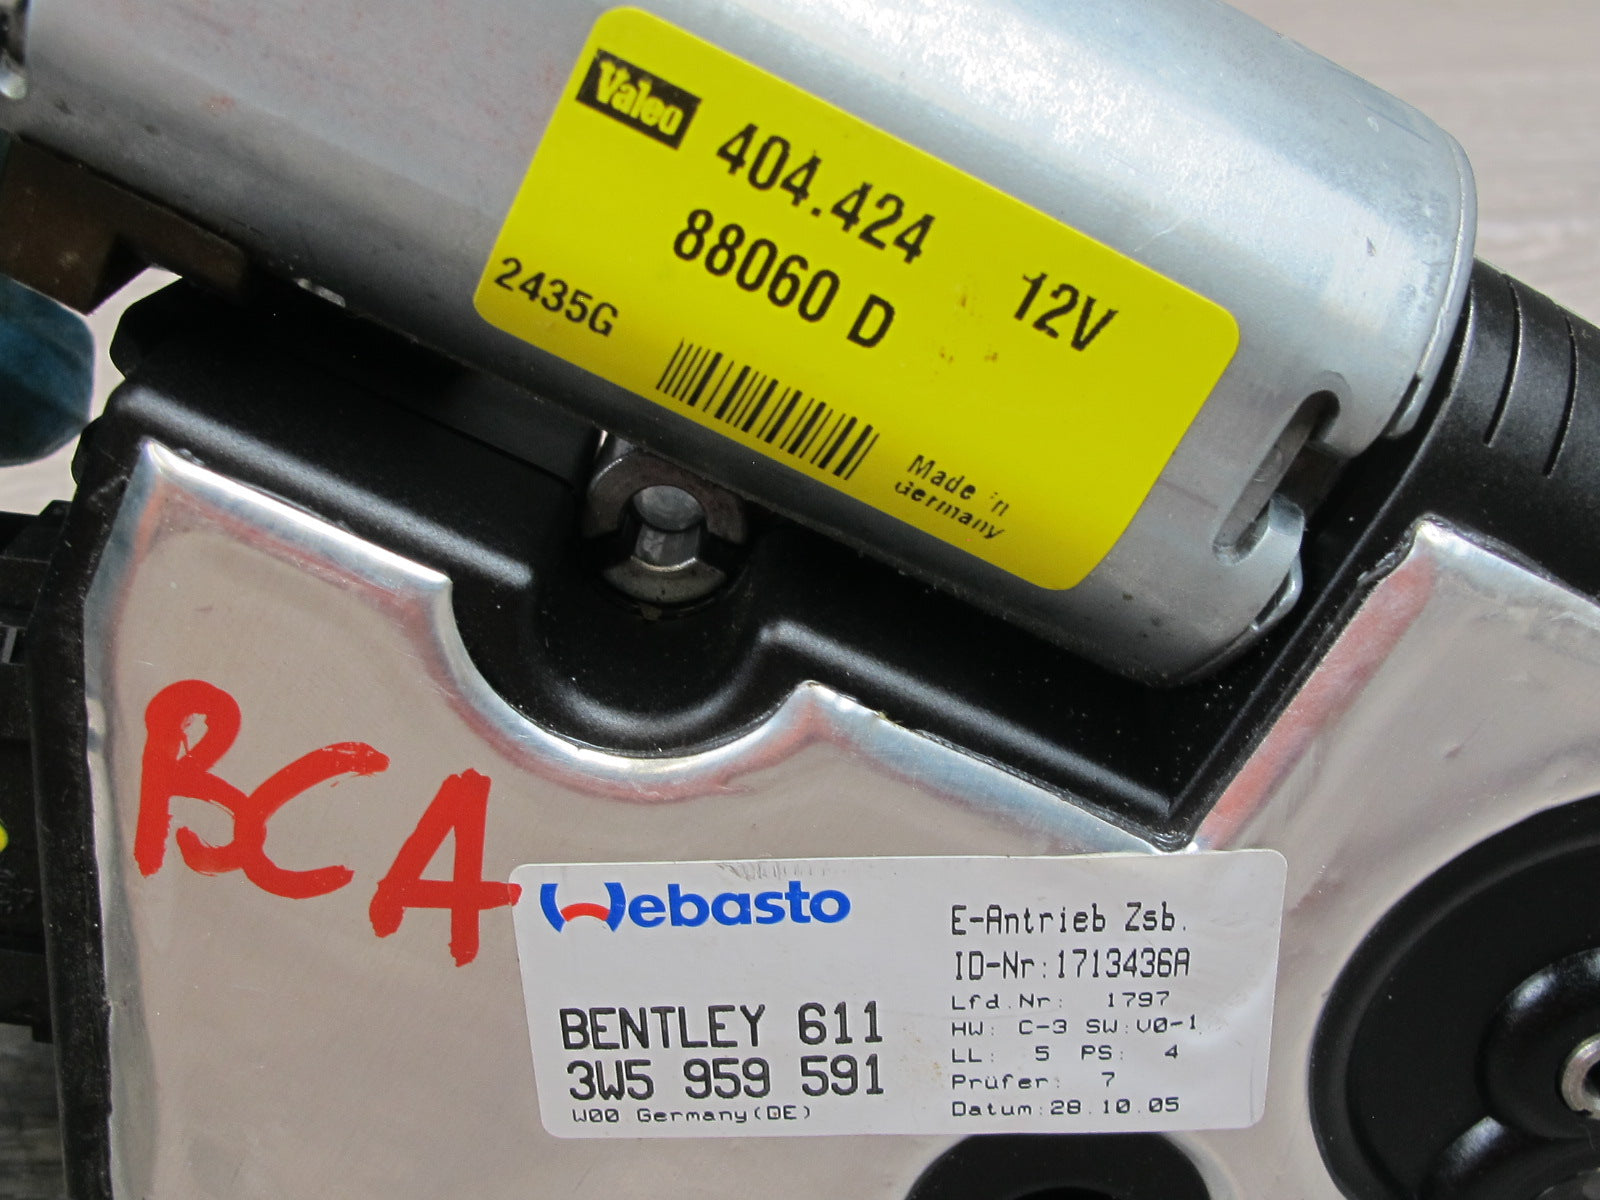 Valeo
404.424
88060 D
12V
2435G
Made in
Germany
BCA
Webasto
BENTLEY 611
3W5 959 591
W00 Germany(DE)
E-Antrieb Zsb.
ID-Nr:1713436A
Lfd.Nr: 1797
HW: C-3 SW:V0-1
LL: 5 PS: 4
Prüfer: 7
Datum:28.10.05